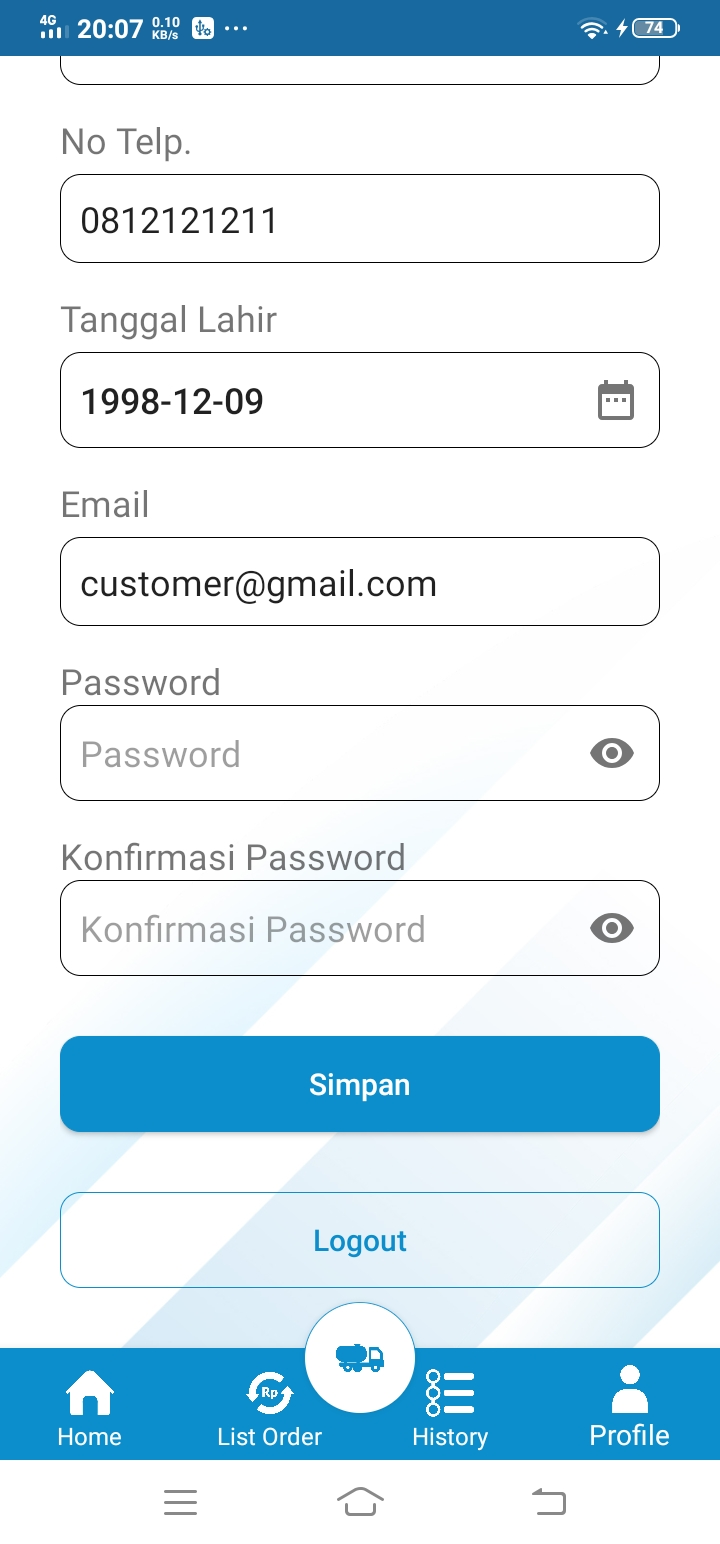 4G 20:07 0.10 KB/s ... 74
No Telp.
0812121211
Tanggal Lahir
1998-12-09
Email
customer@gmail.com
Password
Password
Konfirmasi Password
Konfirmasi Password
Simpan
Logout
Rp
Home List Order History Profile